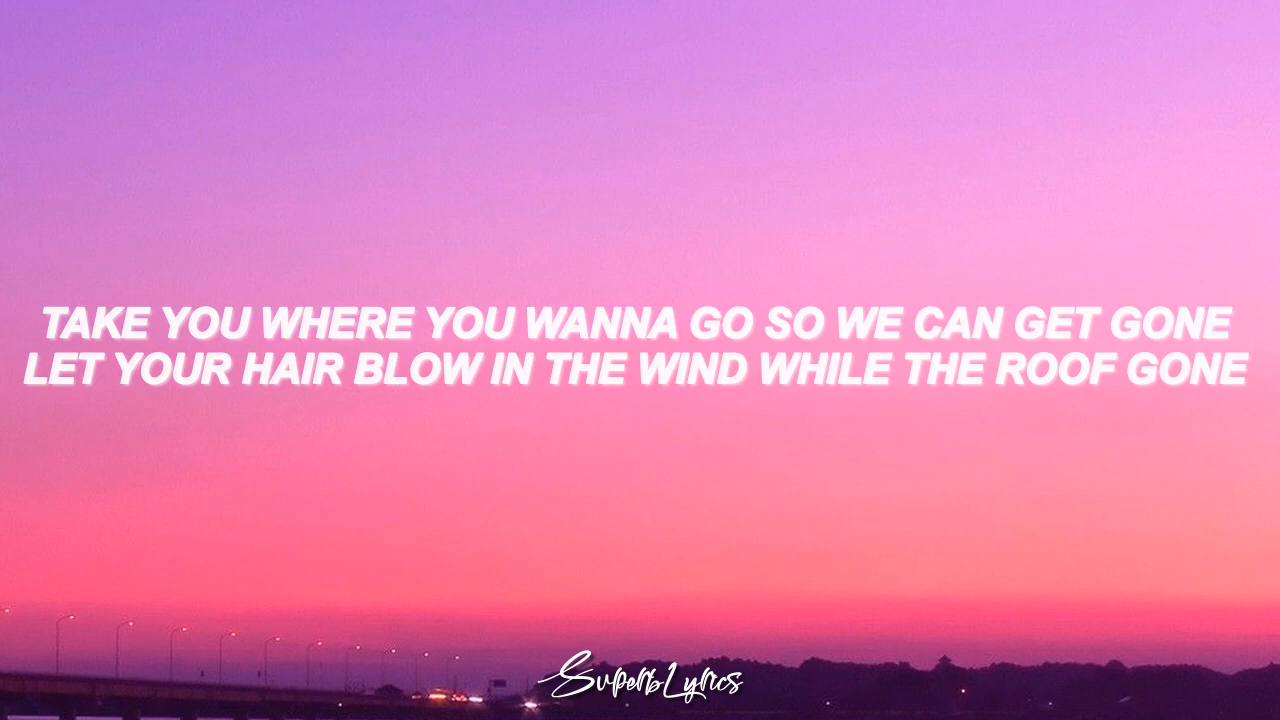 TAKE YOU WHERE YOU WANNA GO SO WE CAN GET GONE
LET YOUR HAIR BLOW IN THE WIND WHILE THE ROOF GONE
SuperbLyrics